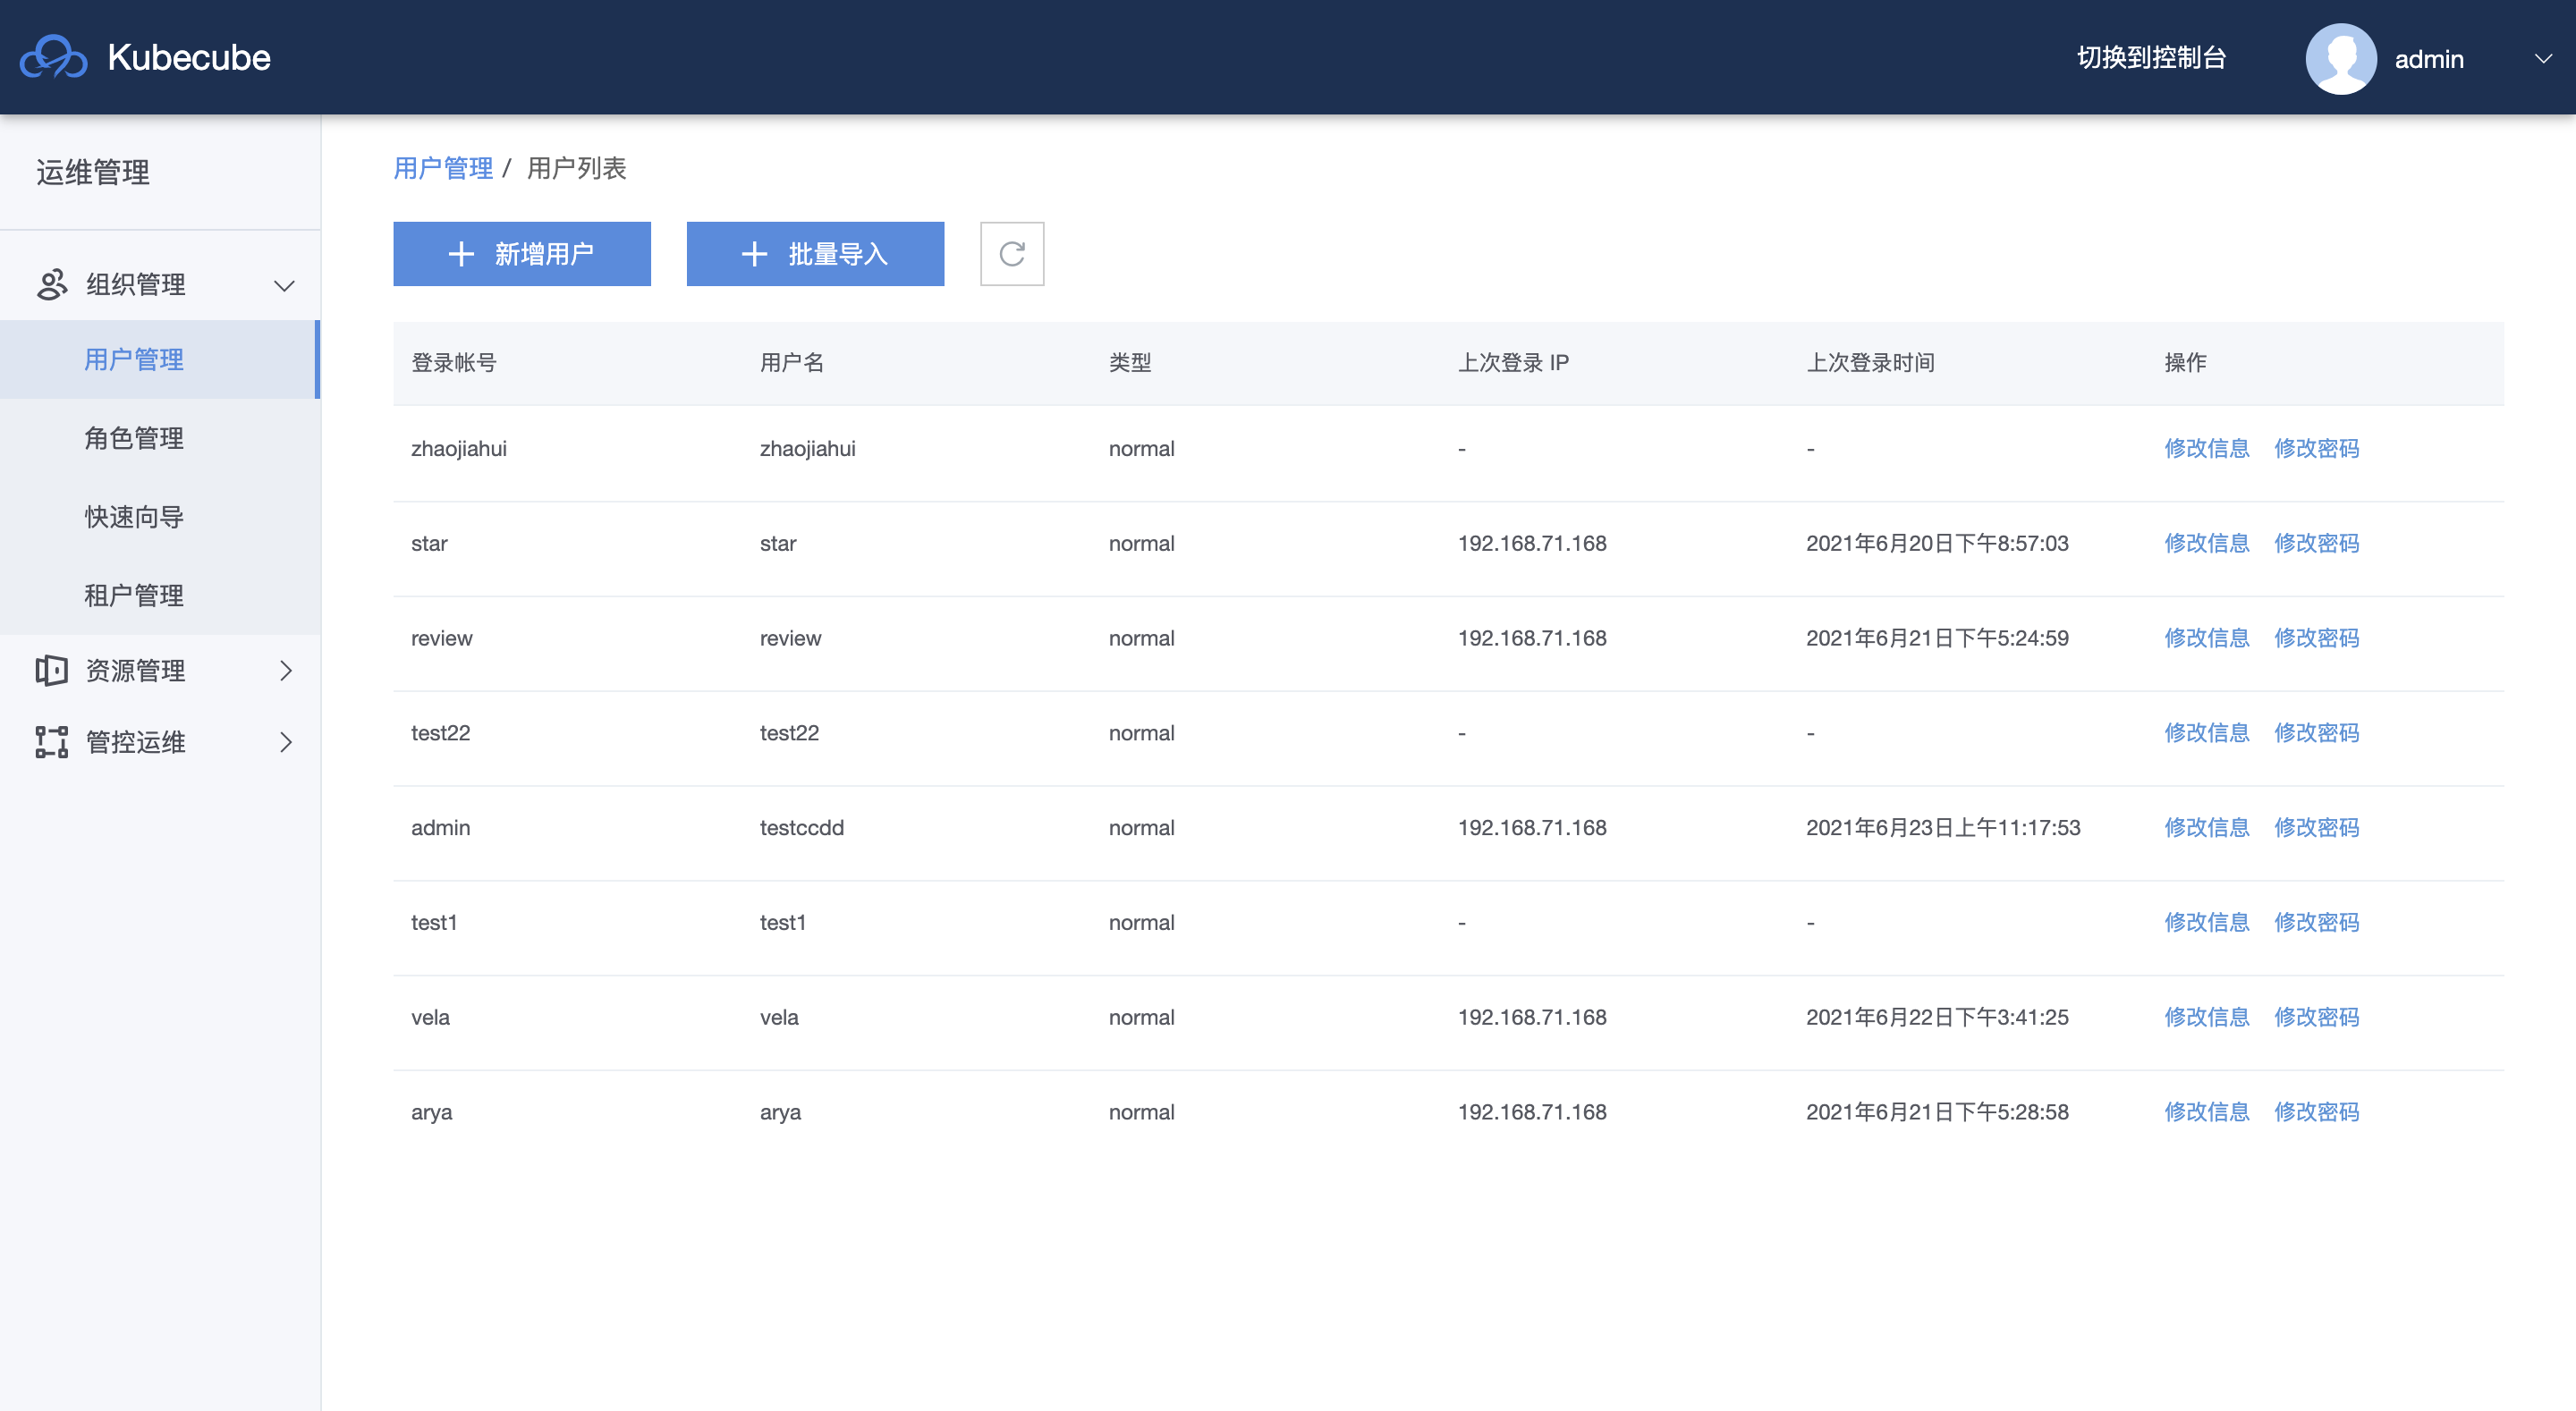 Kubecube
切换到控制台 admin
运维管理
组织管理
用户管理
角色管理
快速向导
租户管理
资源管理
管控运维
用户管理 / 用户列表
新增用户 批量导入
登录帐号 用户名 类型 上次登录 IP 上次登录时间 操作
zhaojiahui zhaojiahui normal - - 修改信息 修改密码
star star normal 192.168.71.168 2021年6月20日下午8:57:03 修改信息 修改密码
review review normal 192.168.71.168 2021年6月21日下午5:24:59 修改信息 修改密码
test22 test22 normal - - 修改信息 修改密码
admin testccdd normal 192.168.71.168 2021年6月23日上午11:17:53 修改信息 修改密码
test1 test1 normal - - 修改信息 修改密码
vela vela normal 192.168.71.168 2021年6月22日下午3:41:25 修改信息 修改密码
arya arya normal 192.168.71.168 2021年6月21日下午5:28:58 修改信息 修改密码